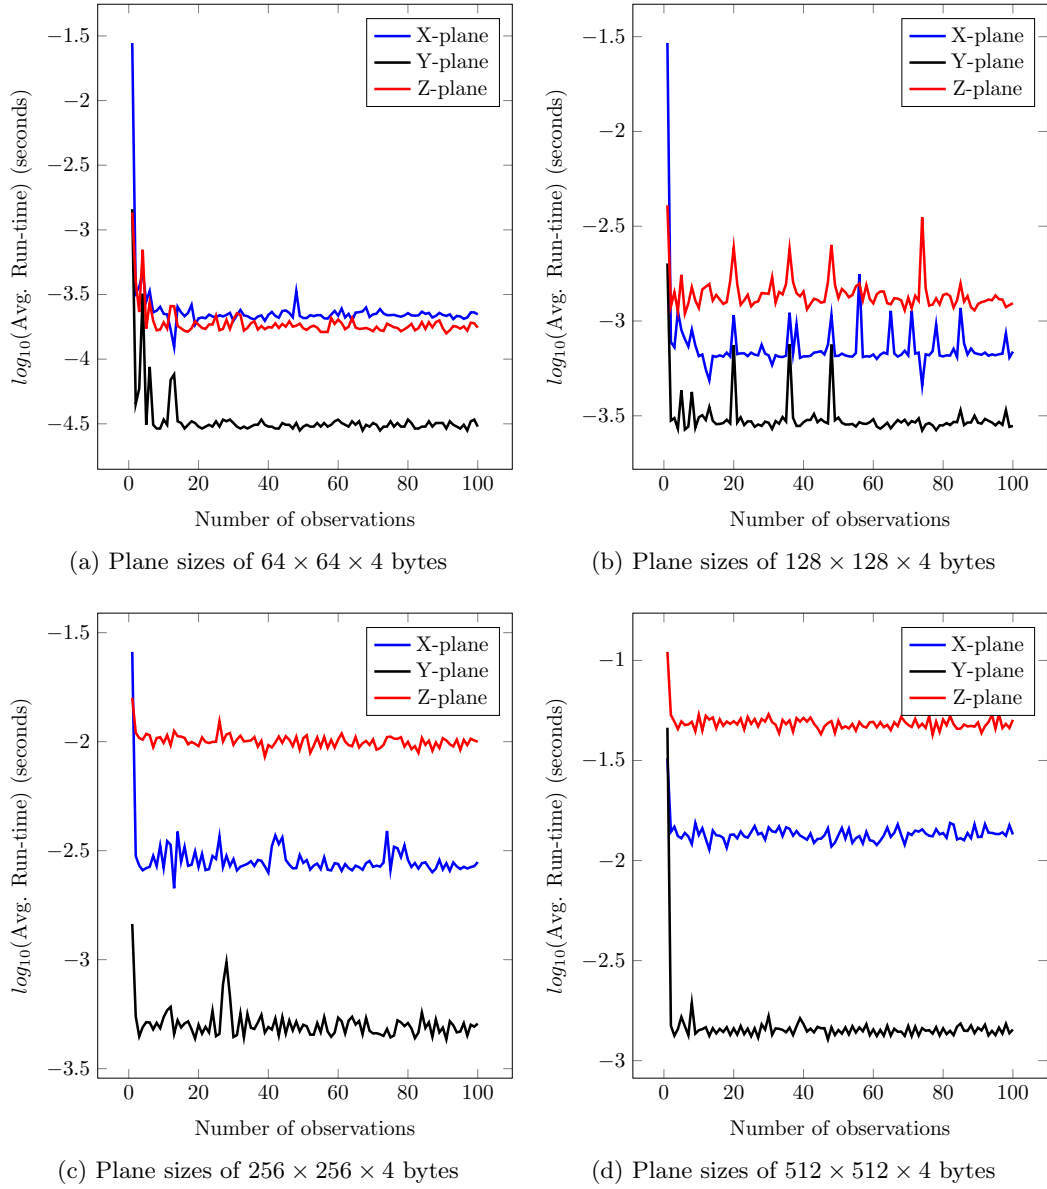 X-plane
Y-plane
Z-plane
−1.5
−2
−2.5
−3
−3.5
−4
−4.5
0 20 40 60 80 100
log10(Avg. Run-time) (seconds)
Number of observations
(a) Plane sizes of 64 × 64 × 4 bytes
X-plane
Y-plane
Z-plane
−1.5
−2
−2.5
−3
−3.5
0 20 40 60 80 100
log10(Avg. Run-time) (seconds)
Number of observations
(b) Plane sizes of 128 × 128 × 4 bytes
X-plane
Y-plane
Z-plane
−1.5
−2
−2.5
−3
−3.5
0 20 40 60 80 100
log10(Avg. Run-time) (seconds)
Number of observations
(c) Plane sizes of 256 × 256 × 4 bytes
X-plane
Y-plane
Z-plane
−1
−1.5
−2
−2.5
−3
0 20 40 60 80 100
log10(Avg. Run-time) (seconds)
Number of observations
(d) Plane sizes of 512 × 512 × 4 bytes